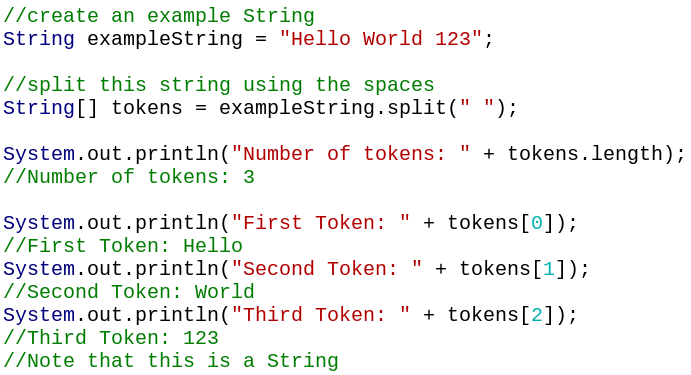 //create an example String
String exampleString = "Hello World 123";
//split this string using the spaces
String[] tokens = exampleString.split(" ");
System.out.println("Number of tokens: " + tokens.length);
//Number of tokens: 3
System.out.println("First Token: " + tokens[0]);
//First Token: Hello
System.out.println("Second Token: " + tokens[1]);
//Second Token: World
System.out.println("Third Token: " + tokens[2]);
//Third Token: 123
//Note that this is a String